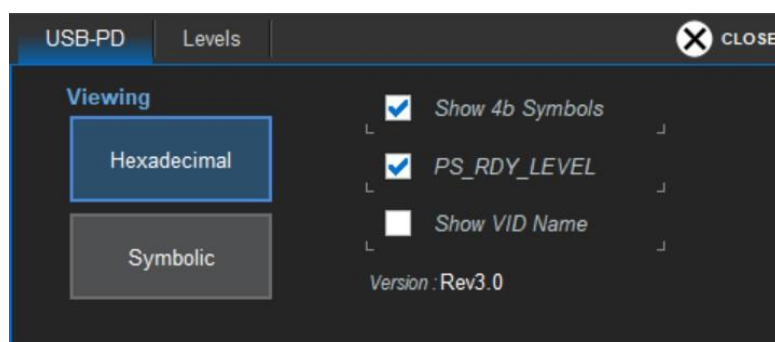 USB-PD Levels CLOSE
Viewing
Hexadecimal
Symbolic
Show 4b Symbols
PS_RDY_LEVEL
Show VID Name
Version : Rev3.0